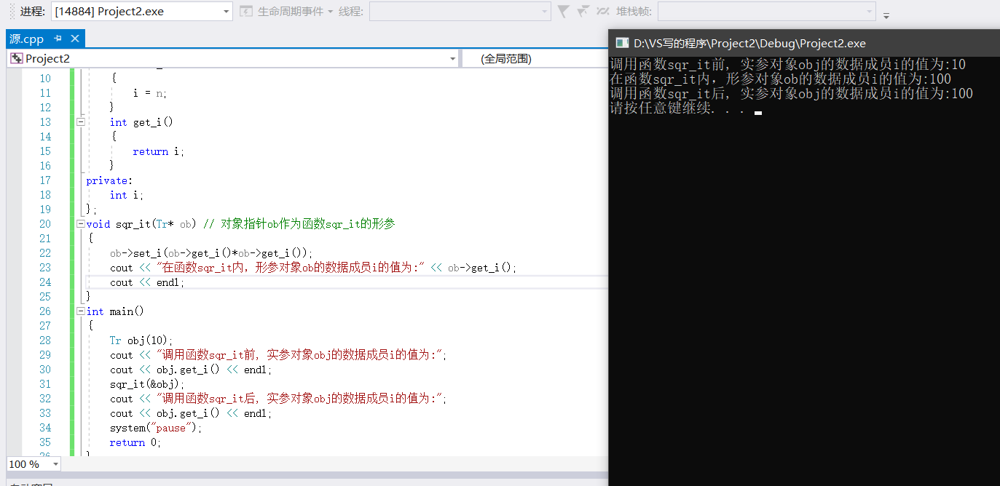 进程: [14884] Project2.exe 生命周期事件 线程: 堆栈帧:
源.cpp
Project2 (全局范围)
10 {
11 i = n;
12 }
13 int get_i()
14 {
15 return i;
16 }
17 private:
18 int i;
19 };
20 void sqr_it(Tr* ob) // 对象指针ob作为函数sqr_it的形参
21 {
22 ob->set_i(ob->get_i()*ob->get_i());
23 cout << "在函数sqr_it内，形参对象ob的数据成员i的值为:" << ob->get_i();
24 cout << endl;
25 }
26 int main()
27 {
28 Tr obj(10);
29 cout << "调用函数sqr_it前, 实参对象obj的数据成员i的值为:";
30 cout << obj.get_i() << endl;
31 sqr_it(&obj);
32 cout << "调用函数sqr_it后, 实参对象obj的数据成员i的值为:";
33 cout << obj.get_i() << endl;
34 system("pause");
35 return 0;
100 %
D:\VS写的程序\Project2\Debug\Project2.exe
调用函数sqr_it前, 实参对象obj的数据成员i的值为:10
在函数sqr_it内，形参对象ob的数据成员i的值为:100
调用函数sqr_it后, 实参对象obj的数据成员i的值为:100
请按任意键继续. . .